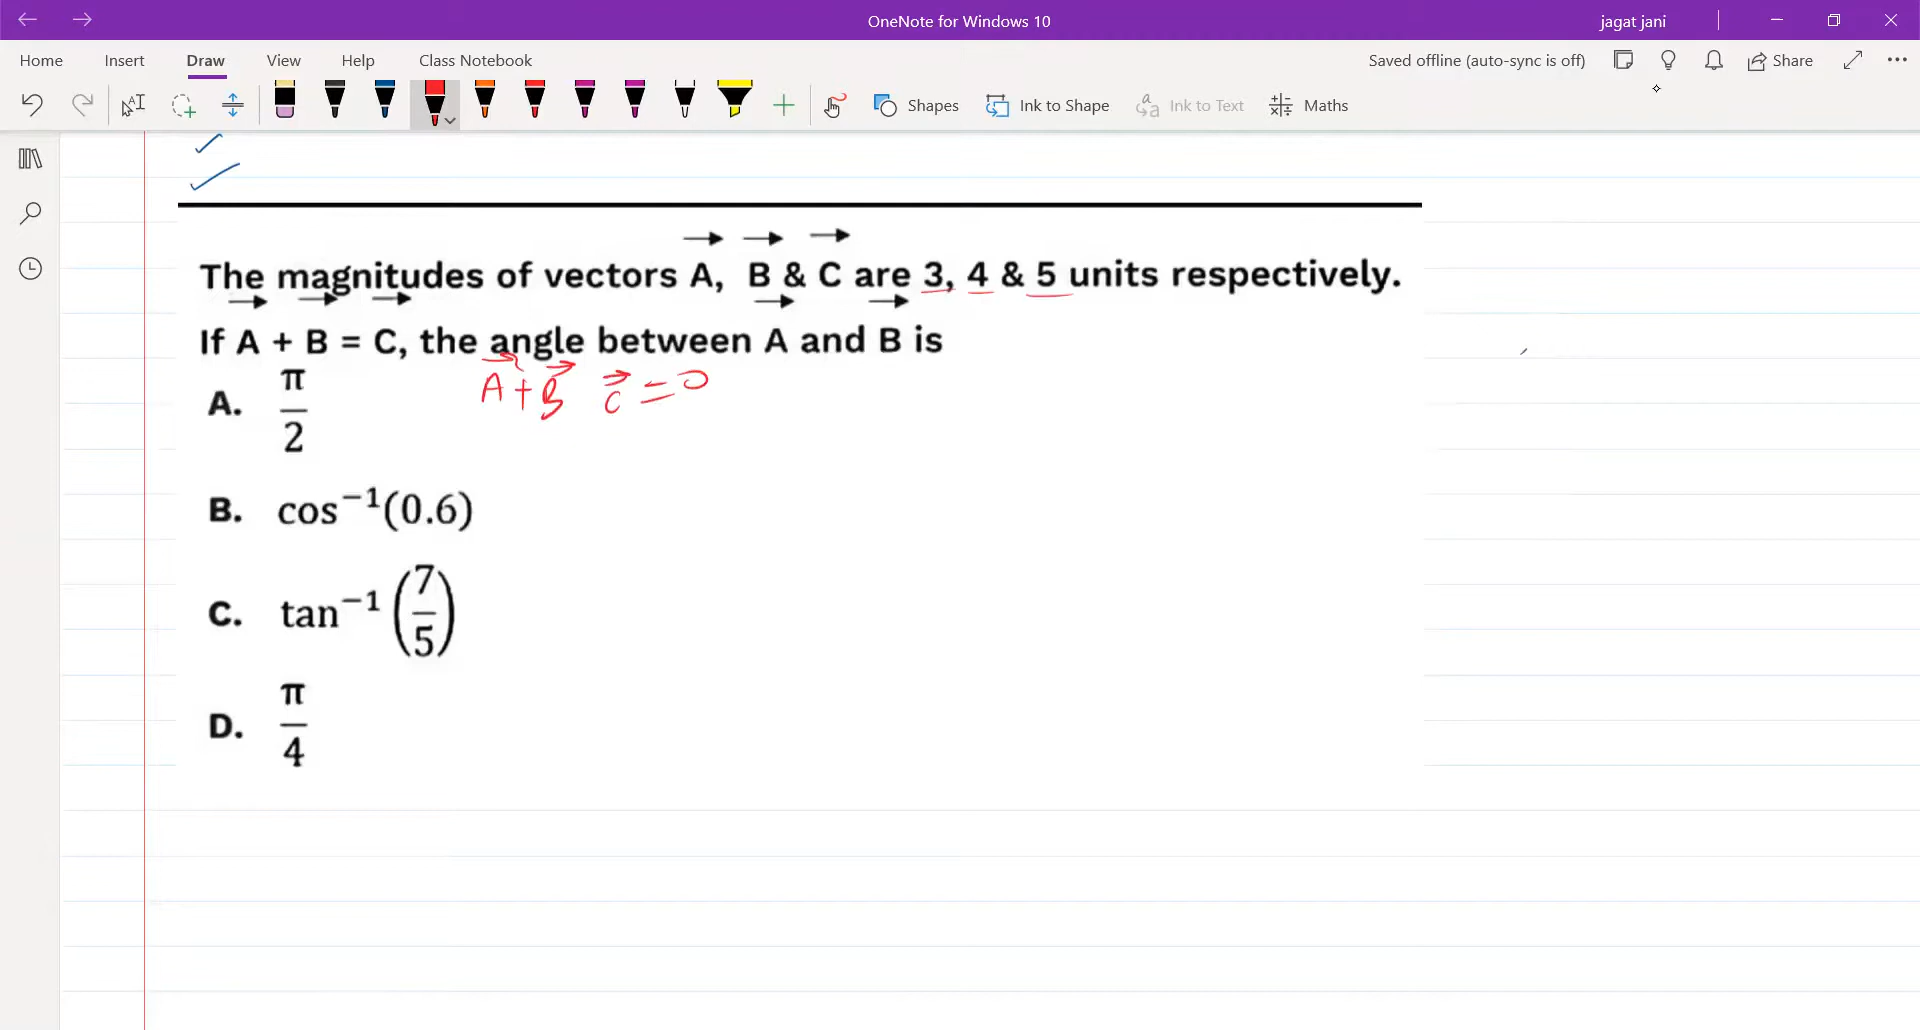 OneNote for Windows 10
jagat jani
Home Insert Draw View Help Class Notebook
Saved offline (auto-sync is off) Share
Shapes Ink to Shape Ink to Text Maths
The magnitudes of vectors A, B & C are 3, 4 & 5 units respectively.
If A + B = C, the angle between A and B is
A + B C = 0
A. π/2
B. cos⁻¹(0.6)
C. tan⁻¹(7/5)
D. π/4